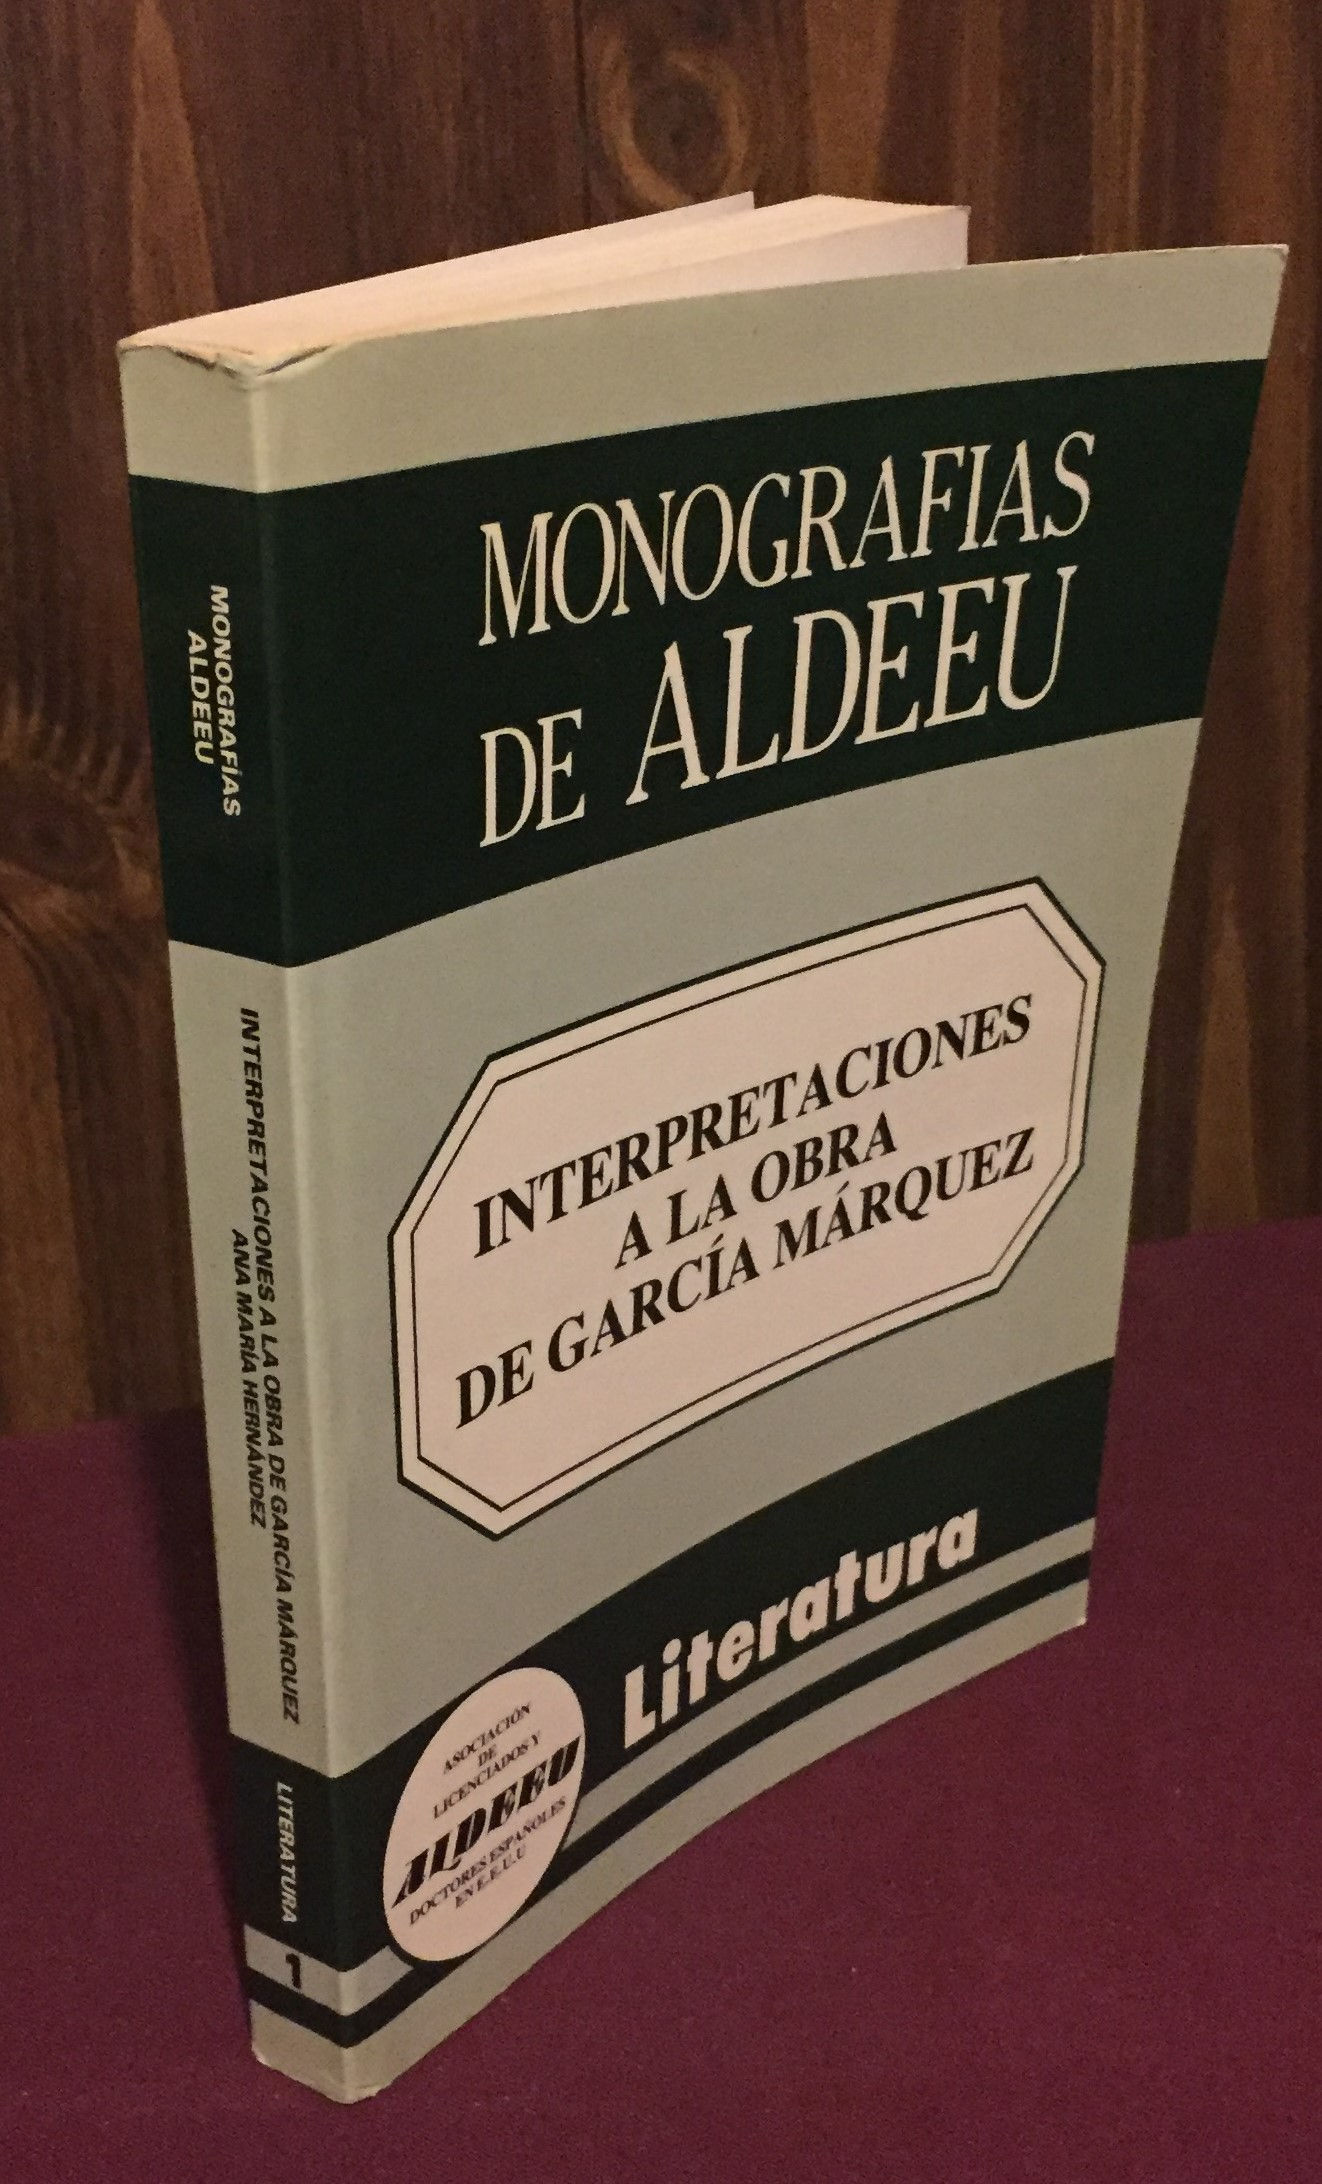 MONOGRAFIAS
DE ALDEEU
INTERPRETACIONES
A LA OBRA
DE GARCÍA MÁRQUEZ
Literatura
ASOCIACIÓN
DE
LICENCIADOS Y
ALDEEU
DOCTORES ESPAÑOLES
EN E.E.U.U
MONOGRAFÍAS
ALDEEU
INTERPRETACIONES A LA OBRA DE GARCÍA MÁRQUEZ
ANA MARÍA HERNÁNDEZ
LITERATURA
1